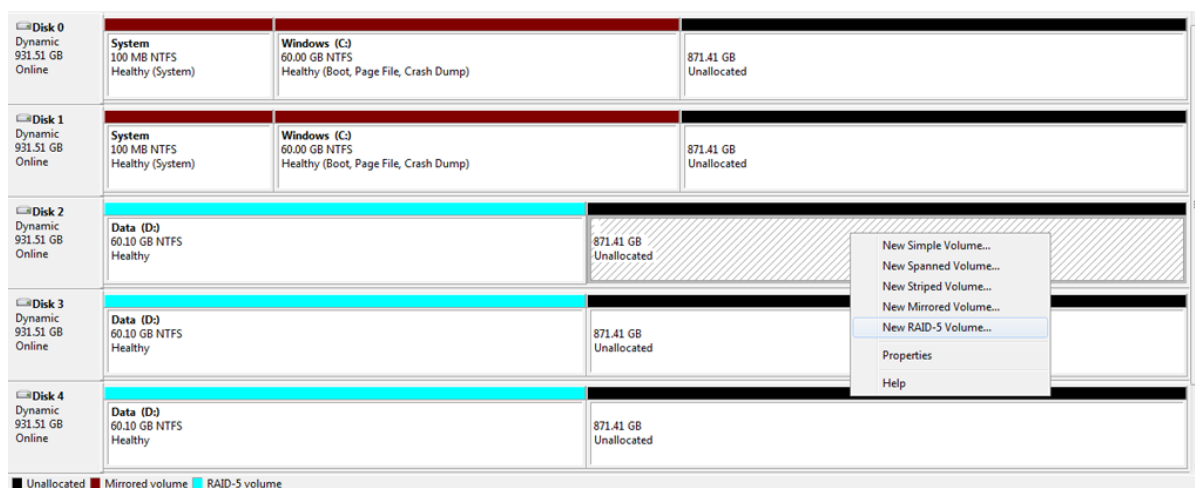 Disk 0
Dynamic
931.51 GB
Online
System
100 MB NTFS
Healthy (System)
Windows (C:)
60.00 GB NTFS
Healthy (Boot, Page File, Crash Dump)
871.41 GB
Unallocated
Disk 1
Dynamic
931.51 GB
Online
System
100 MB NTFS
Healthy (System)
Windows (C:)
60.00 GB NTFS
Healthy (Boot, Page File, Crash Dump)
871.41 GB
Unallocated
Disk 2
Dynamic
931.51 GB
Online
Data (D:)
60.10 GB NTFS
Healthy
871.41 GB
Unallocated
New Simple Volume...
New Spanned Volume...
New Striped Volume...
New Mirrored Volume...
New RAID-5 Volume...
Properties
Help
Disk 3
Dynamic
931.51 GB
Online
Data (D:)
60.10 GB NTFS
Healthy
871.41 GB
Unallocated
Disk 4
Dynamic
931.51 GB
Online
Data (D:)
60.10 GB NTFS
Healthy
871.41 GB
Unallocated
Unallocated Mirrored volume RAID-5 volume